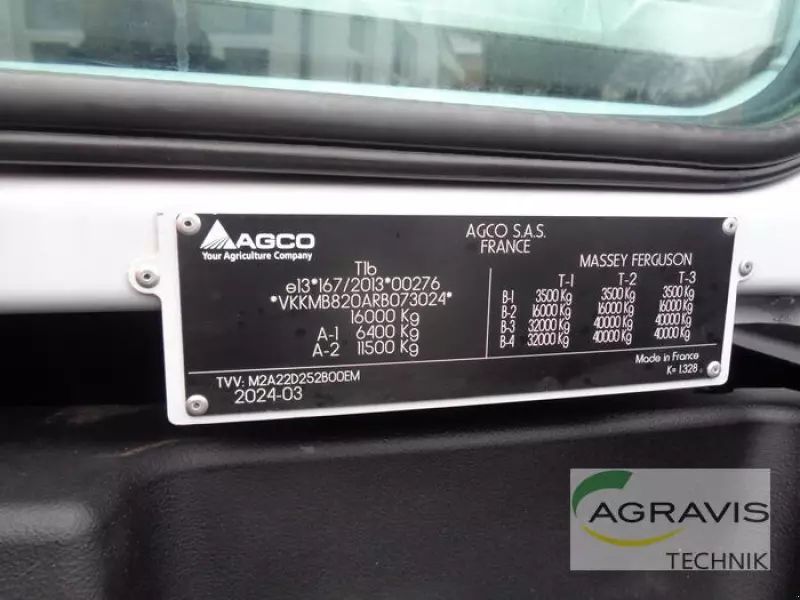 AGCO
Your Agriculture Company
T1b
e13*167/2013*00276
*VKKMB820ARB073024*
16000 Kg
A-1 6400 Kg
A-2 11500 Kg
TVV: M2A22D252B00EM
2024-03
AGCO S.A.S.
FRANCE
MASSEY FERGUSON
T-1 T-2 T-3
B-1 3500 Kg 3500 Kg 3500 Kg
B-2 16000 Kg 16000 Kg 16000 Kg
B-3 32000 Kg 40000 Kg 40000 Kg
B-4 32000 Kg 40000 Kg 40000 Kg
Made in France
K= 1.328
AGRAVIS
TECHNIK